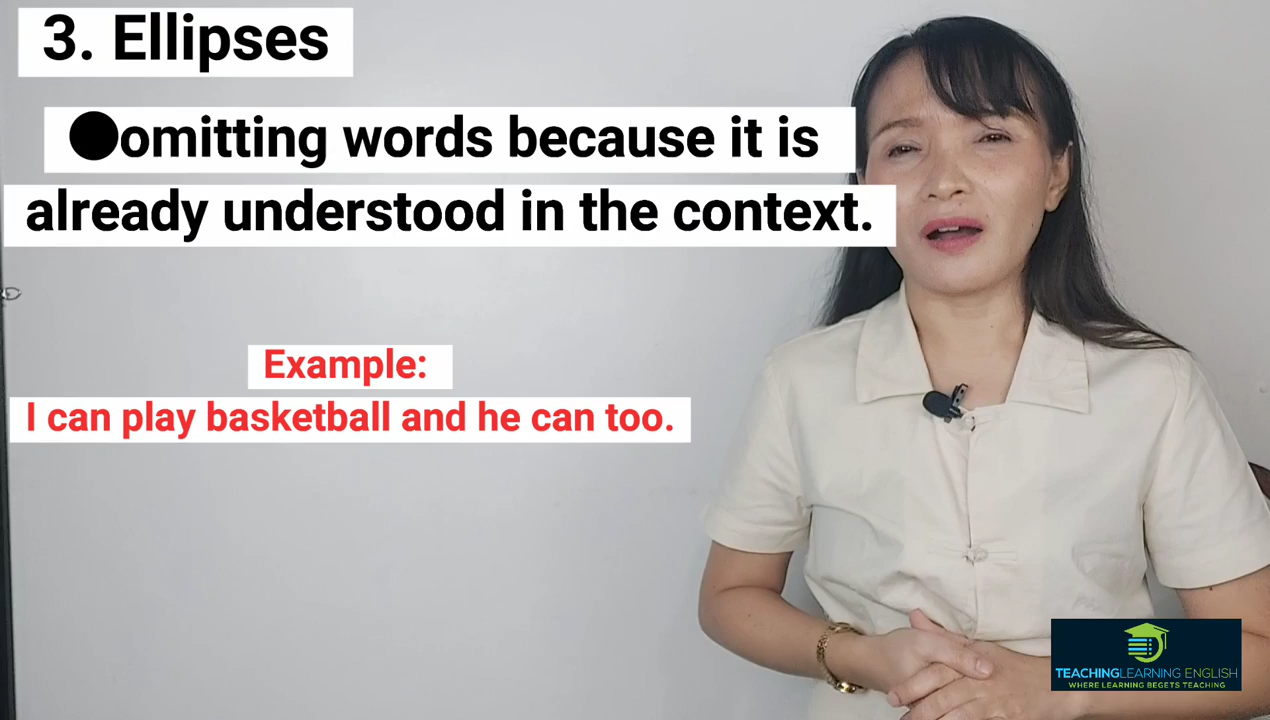 3. Ellipses
●omitting words because it is
already understood in the context.
Example:
I can play basketball and he can too.
TEACHINGLEARNING ENGLISH
WHERE LEARNING BEGETS TEACHING